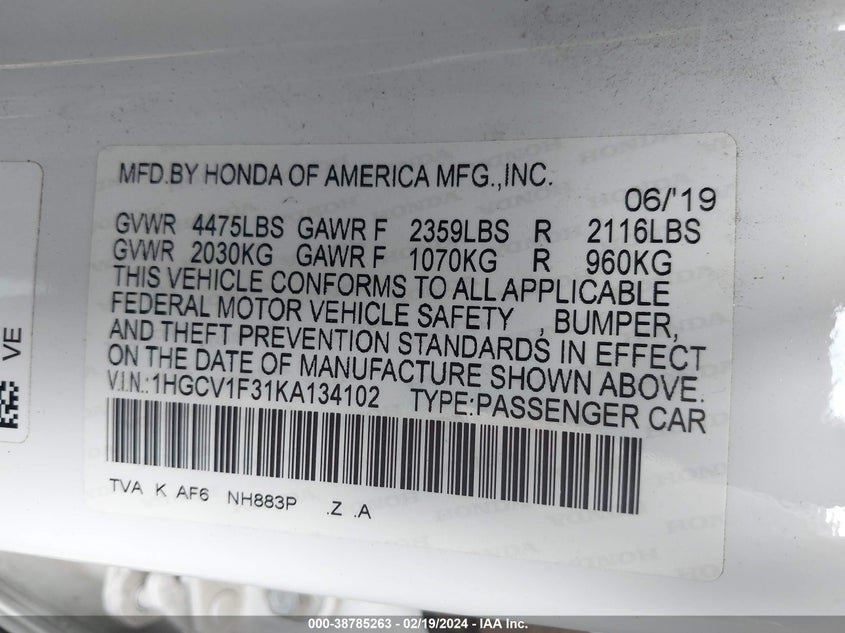 MFD.BY HONDA OF AMERICA MFG.,INC.
06/'19
GVWR 4475LBS GAWR F 2359LBS R 2116LBS
GVWR 2030KG GAWR F 1070KG R 960KG
THIS VEHICLE CONFORMS TO ALL APPLICABLE
FEDERAL MOTOR VEHICLE SAFETY , BUMPER,
AND THEFT PREVENTION STANDARDS IN EFFECT
ON THE DATE OF MANUFACTURE SHOWN ABOVE.
V.I.N.:1HGCV1F31KA134102 TYPE:PASSENGER CAR
TVA K AF6 NH883P .Z .A
VE
000-38785263 - 02/19/2024 - IAA Inc.